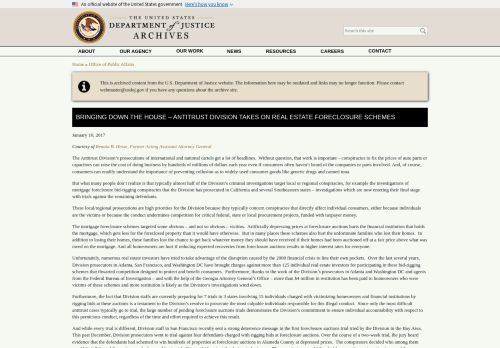 An official website of the United States government Here's how you know
Search this site
THE UNITED STATES
DEPARTMENT of JUSTICE
ARCHIVES
ABOUT OUR AGENCY OUR WORK NEWS RESOURCES CAREERS CONTACT
Home » Office of Public Affairs
This is archived content from the U.S. Department of Justice website. The information here may be outdated and links may no longer function. Please contact
webmaster@usdoj.gov if you have any questions about the archive site.
BRINGING DOWN THE HOUSE – ANTITRUST DIVISION TAKES ON REAL ESTATE FORECLOSURE SCHEMES
January 10, 2017
Courtesy of Renata B. Hesse, Former Acting Assistant Attorney General
The Antitrust Division's prosecutions of international and national cartels get a lot of headlines. Without question, that work is important – conspiracies to fix the prices of auto parts or
capacitors can raise the cost of doing business by hundreds of millions of dollars each year even if consumers often haven't heard of the companies or parts involved. And, of course,
consumers can readily understand the importance of preventing collusion as to widely-used consumer goods like generic drugs and canned tuna.
But what many people don't realize is that typically almost half of the Division's criminal investigations target local or regional conspiracies, for example the investigations of
mortgage foreclosure bid-rigging conspiracies that the Division has prosecuted in California and several Southeastern states – investigations which are now entering their final stage
with trials against the remaining defendants.
These local/regional prosecutions are high priorities for the Division because they typically concern conspiracies that directly affect individual consumers, either because individuals
are the victims or because the conduct undermines competition for critical federal, state or local procurement projects, funded with taxpayer money.
The mortgage foreclosure schemes targeted some obvious – and not so obvious – victims. Artificially depressing prices at foreclosure auctions hurts the financial institution that holds
the mortgage, which gets less for the foreclosed property than it would have otherwise. But in many places these schemes also hurt the unfortunate families who lost their homes. In
addition to losing their homes, these families lost the chance to get back whatever money they should have received if their homes had been auctioned off at a fair price above what was
owed on the mortgage. And all homeowners are hurt if reducing expected recoveries from foreclosure auctions results in higher interest rates for everyone.
Unfortunately, numerous real estate investors have tried to take advantage of the disruption caused by the 2008 financial crisis to line their own pockets. Over the last several years,
Division prosecutors in Atlanta, San Francisco, and Washington DC have brought charges against more than 125 individual real estate investors for participating in these bid-rigging
schemes that thwarted competition designed to protect and benefit consumers. Furthermore, thanks to the work of the Division's prosecutors in Atlanta and Washington DC and agents
from the Federal Bureau of Investigation – and with the help of the Georgia Attorney General's Office – more than $4 million in restitution has been paid to homeowners who were
victims of these schemes and more restitution is likely as the Division's investigations wind down.
Furthermore, the fact that Division staffs are currently preparing for 7 trials in 3 states involving 15 individuals charged with victimizing homeowners and financial institutions by
rigging bids at these auctions is a testament to the Division's resolve to prosecute the most culpable individuals responsible for this illegal conduct. Since only the most difficult
antitrust cases typically go to trial, the large number of pending foreclosure auctions trials demonstrates the Division's commitment to ensure individual accountability with respect to
this pernicious conduct, regardless of the time and effort required to achieve this result.
And while every trial is different, Division staff in San Francisco recently sent a strong deterrence message in the first foreclosure auctions trial tried by the Division in the Bay Area.
This past December, Division prosecutors went to trial against four defendants charged with rigging bids at foreclosure auctions. Over the course of a two-week trial, the jury heard
evidence that the defendants had schemed to win hundreds of properties at foreclosure auctions in Alameda County at depressed prices. The conspirators decided who among them